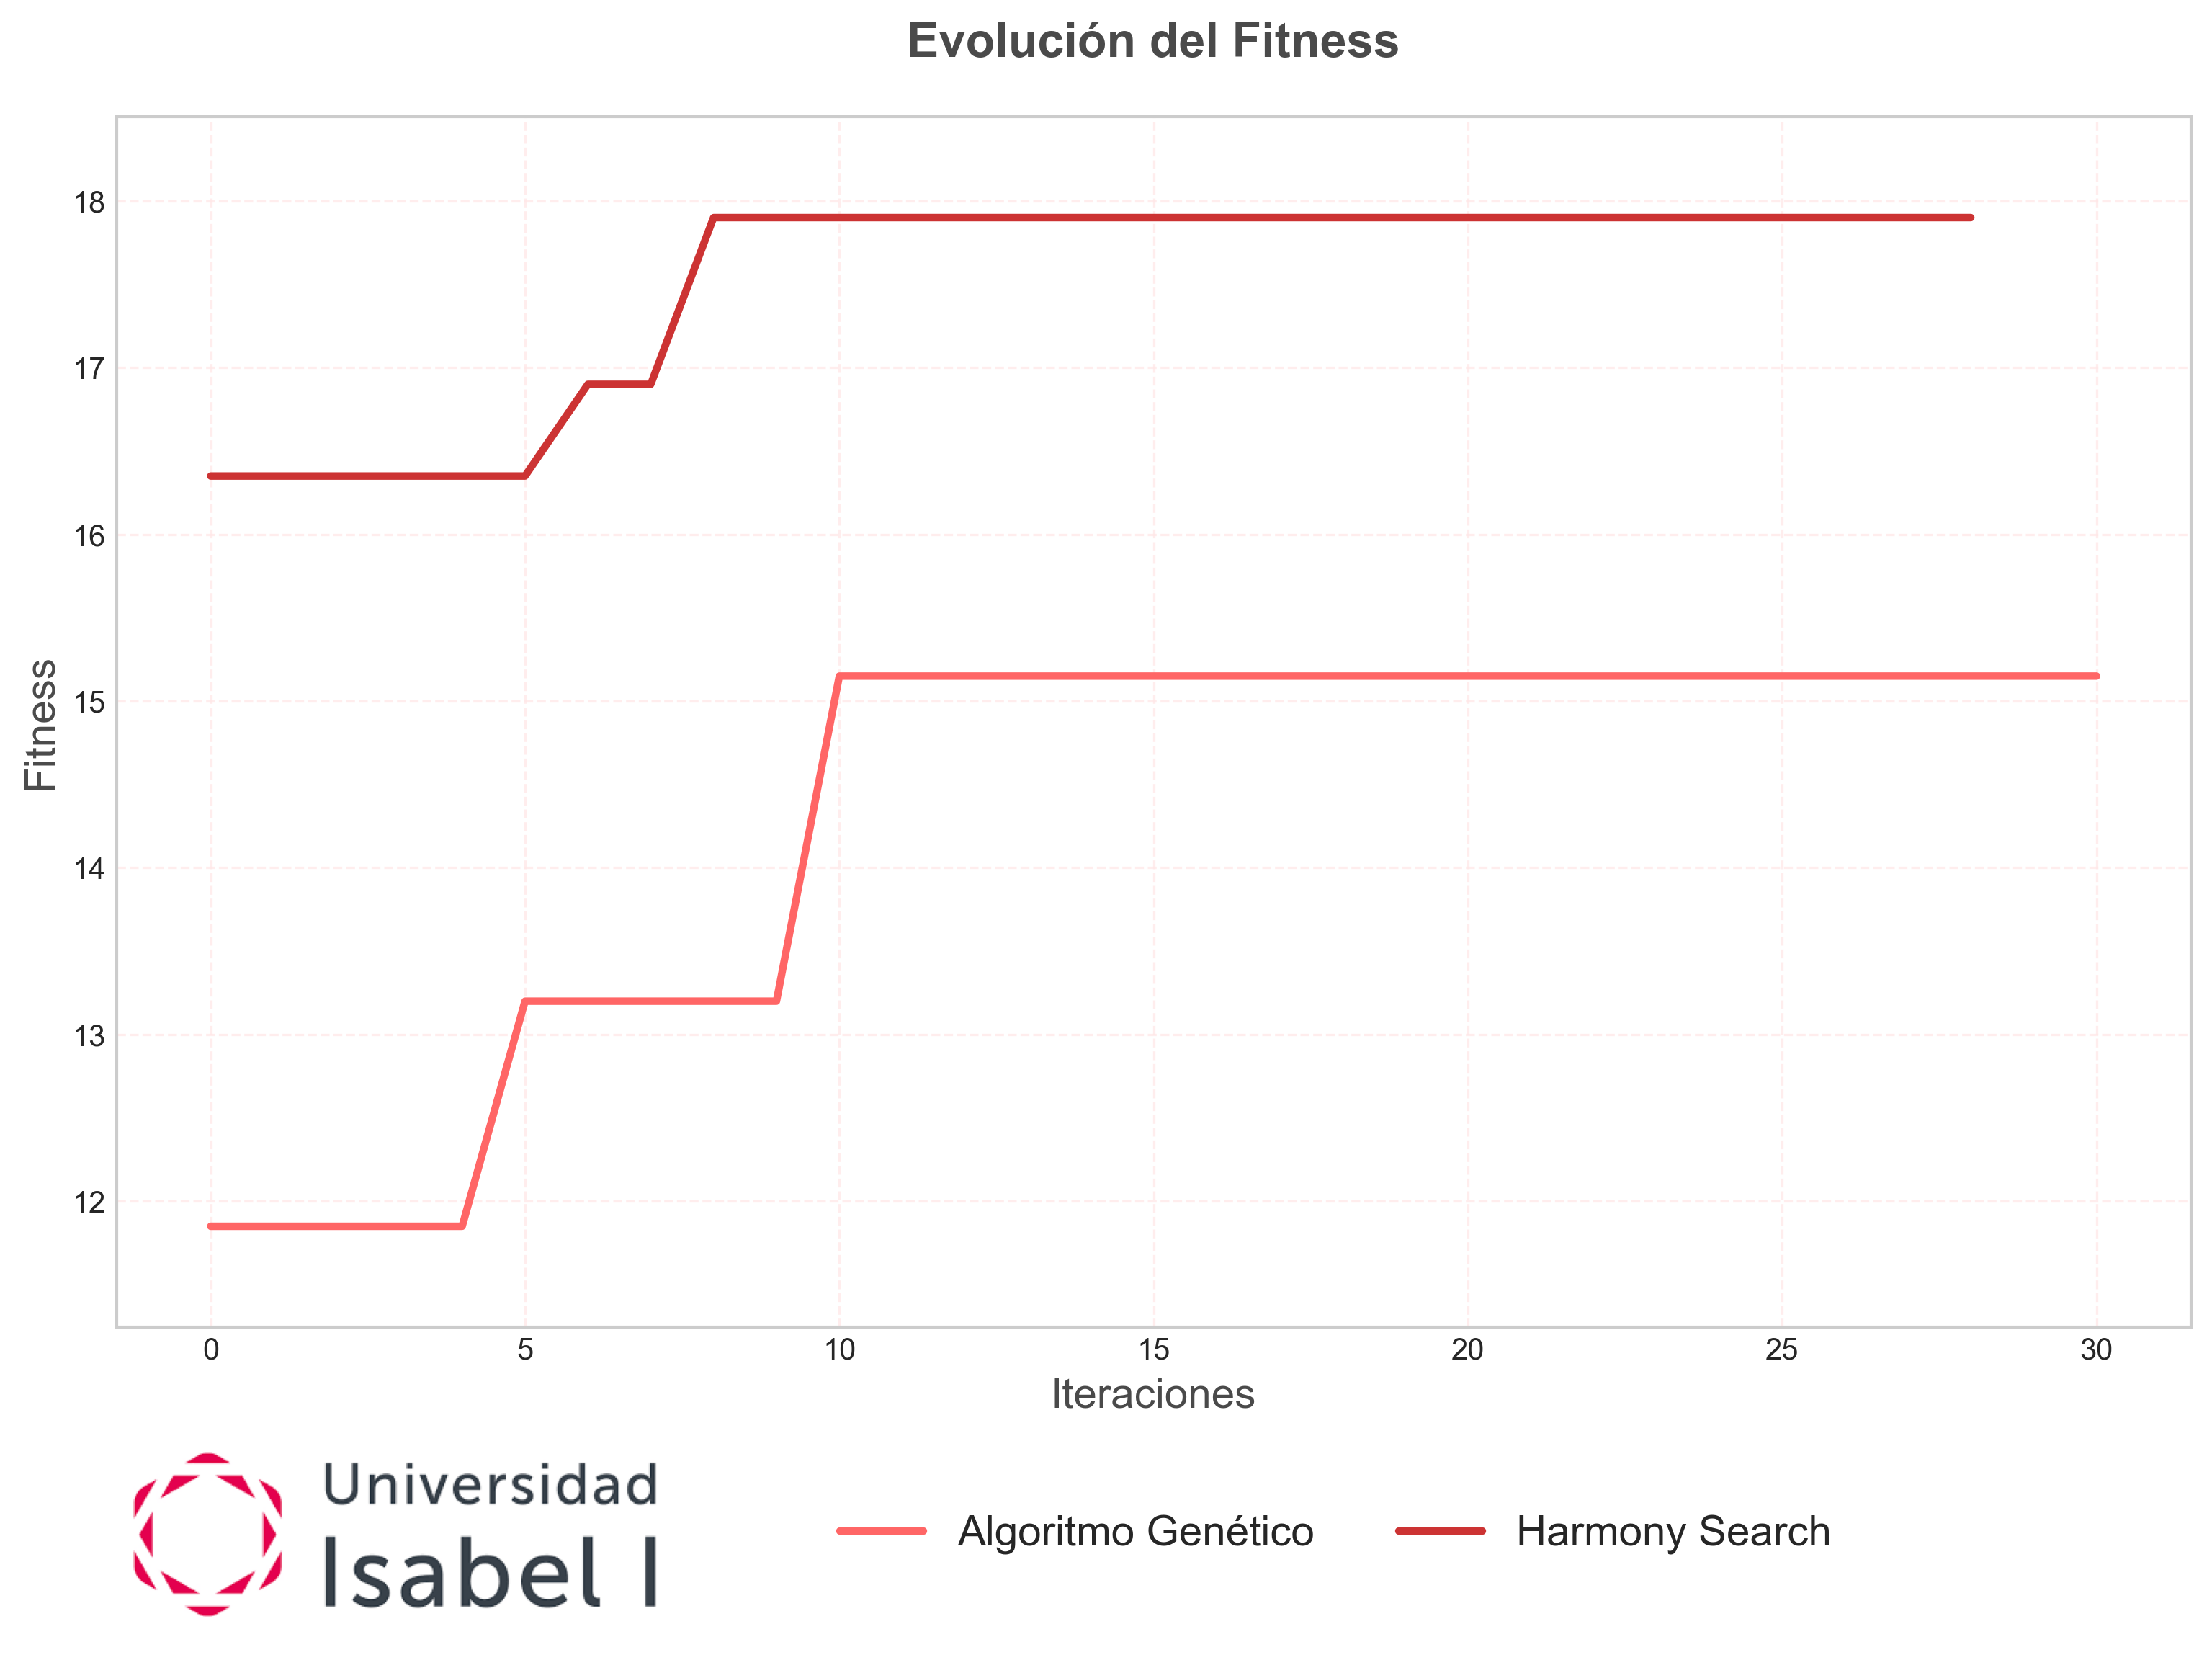 Evolución del Fitness
18
17
16
15
14
13
12
Fitness
0 5 10 15 20 25 30
Iteraciones
Universidad
Isabel I
Algoritmo Genético Harmony Search